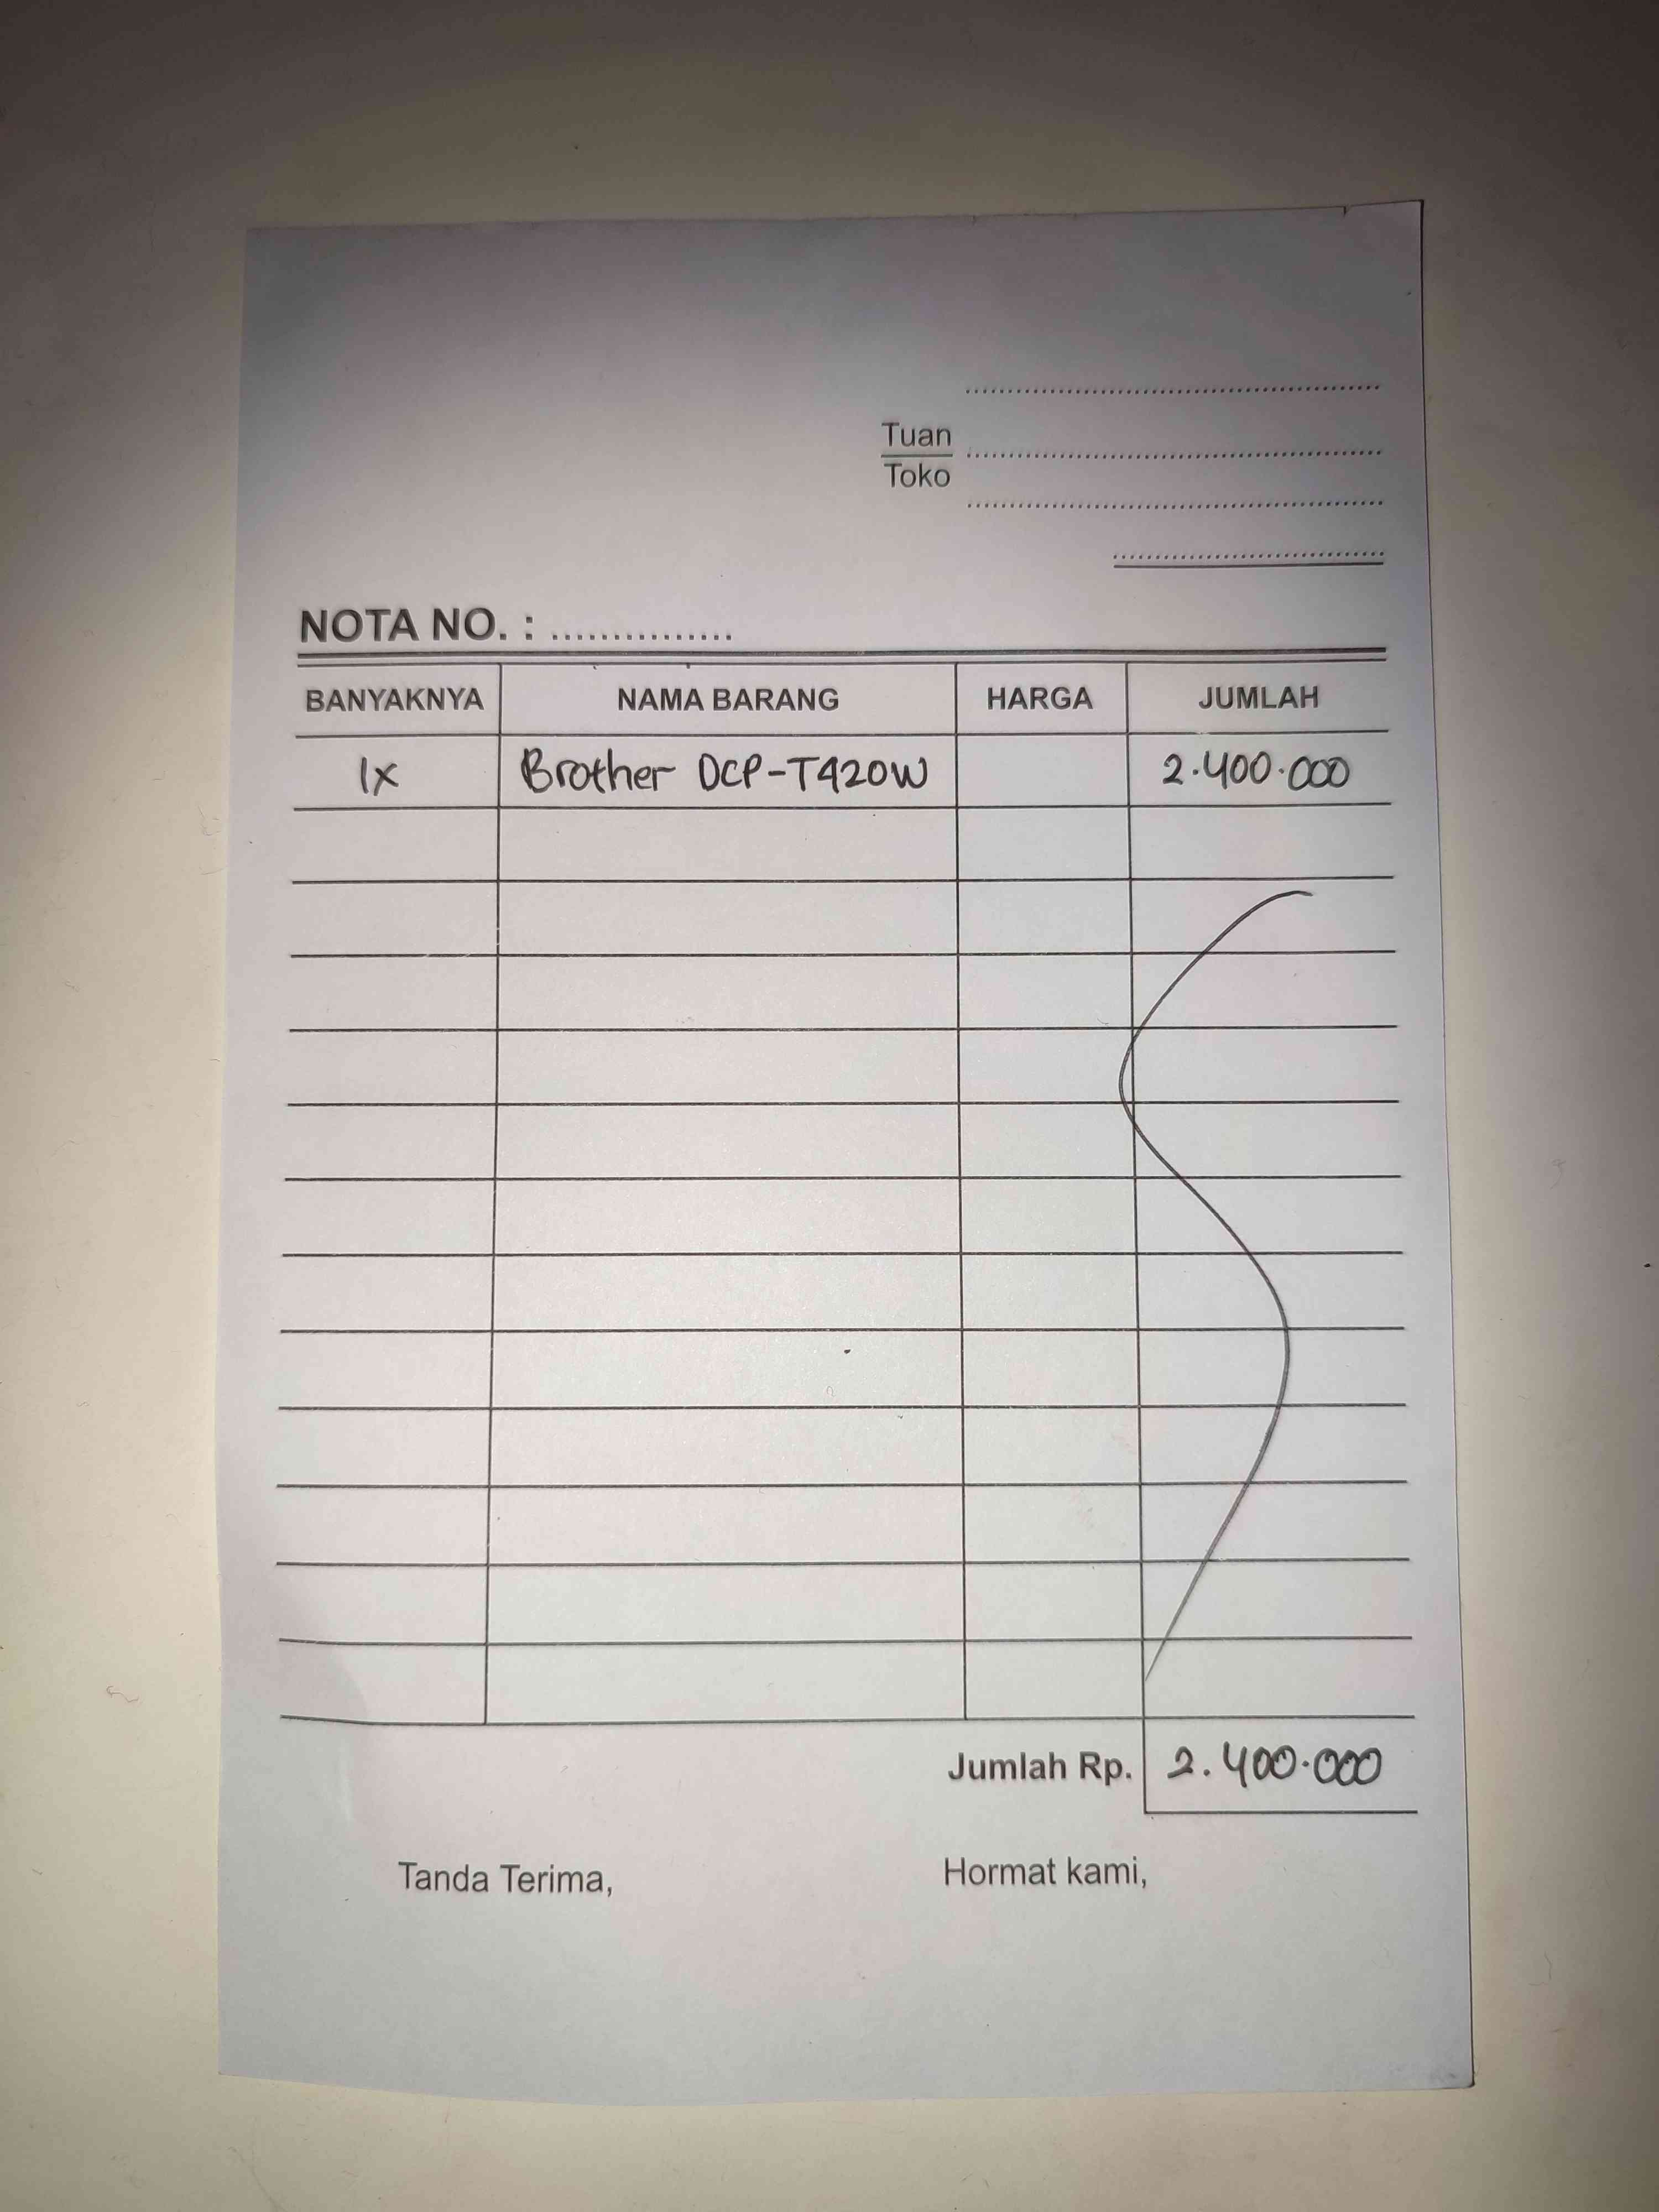 Tuan
Toko
NOTA NO. : ...............
BANYAKNYA NAMA BARANG HARGA JUMLAH
1x Brother DCP-T420W 2.400.000
Jumlah Rp. 2.400.000
Tanda Terima, Hormat kami,